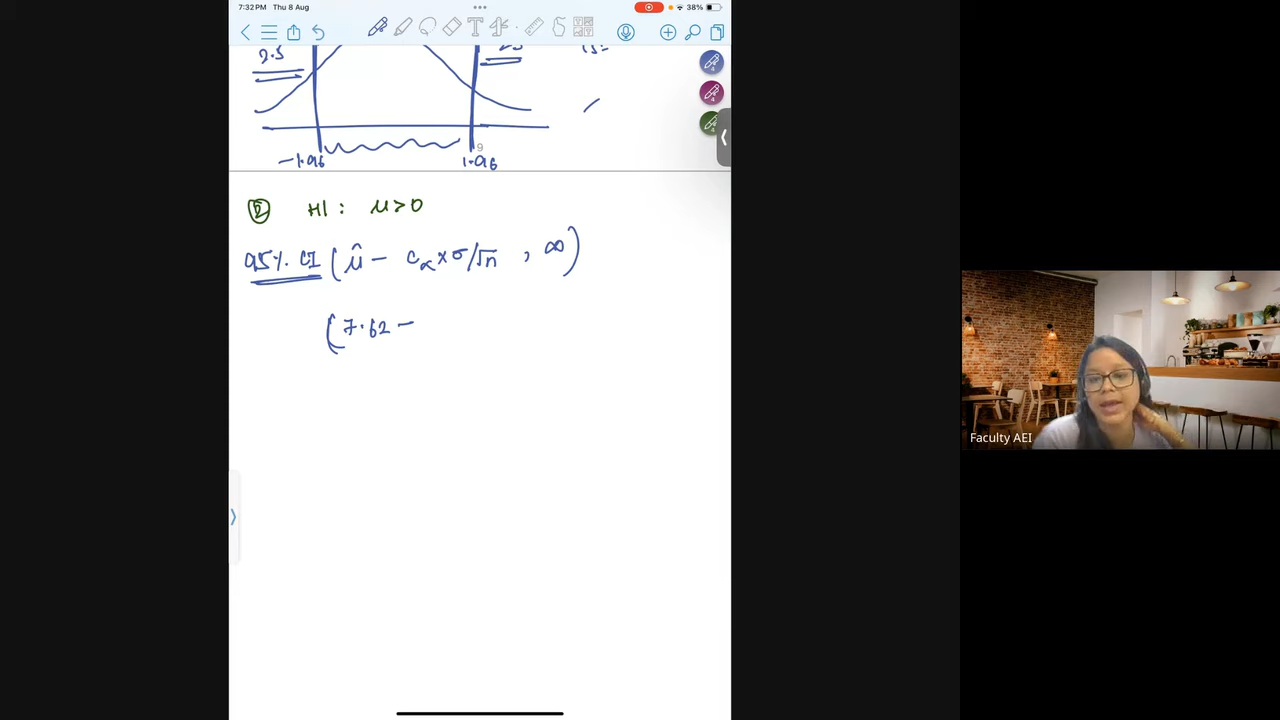 7:32 PM Thu 8 Aug
38%
2.5
9
-1.96
1.96
② H1: μ > 0
95% CI (μ̂ - cα × σ/√n , ∞)
(7.62 -
Faculty AEI